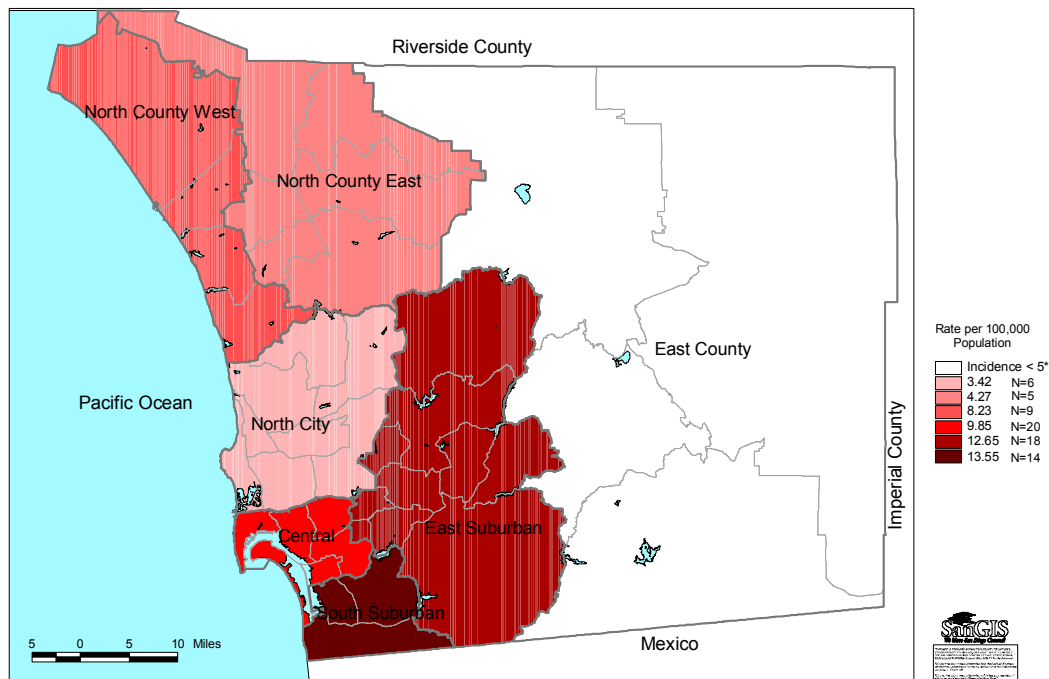 Riverside County
North County West
North County East
Rate per 100,000
Population
East County
Incidence < 5*
3.42 N=6
4.27 N=5
8.23 N=9
9.85 N=20
12.65 N=18
13.55 N=14
Pacific Ocean
North City
Imperial County
Central
East Suburban
South Suburban
5 0 5 10 Miles
Mexico
SanGIS